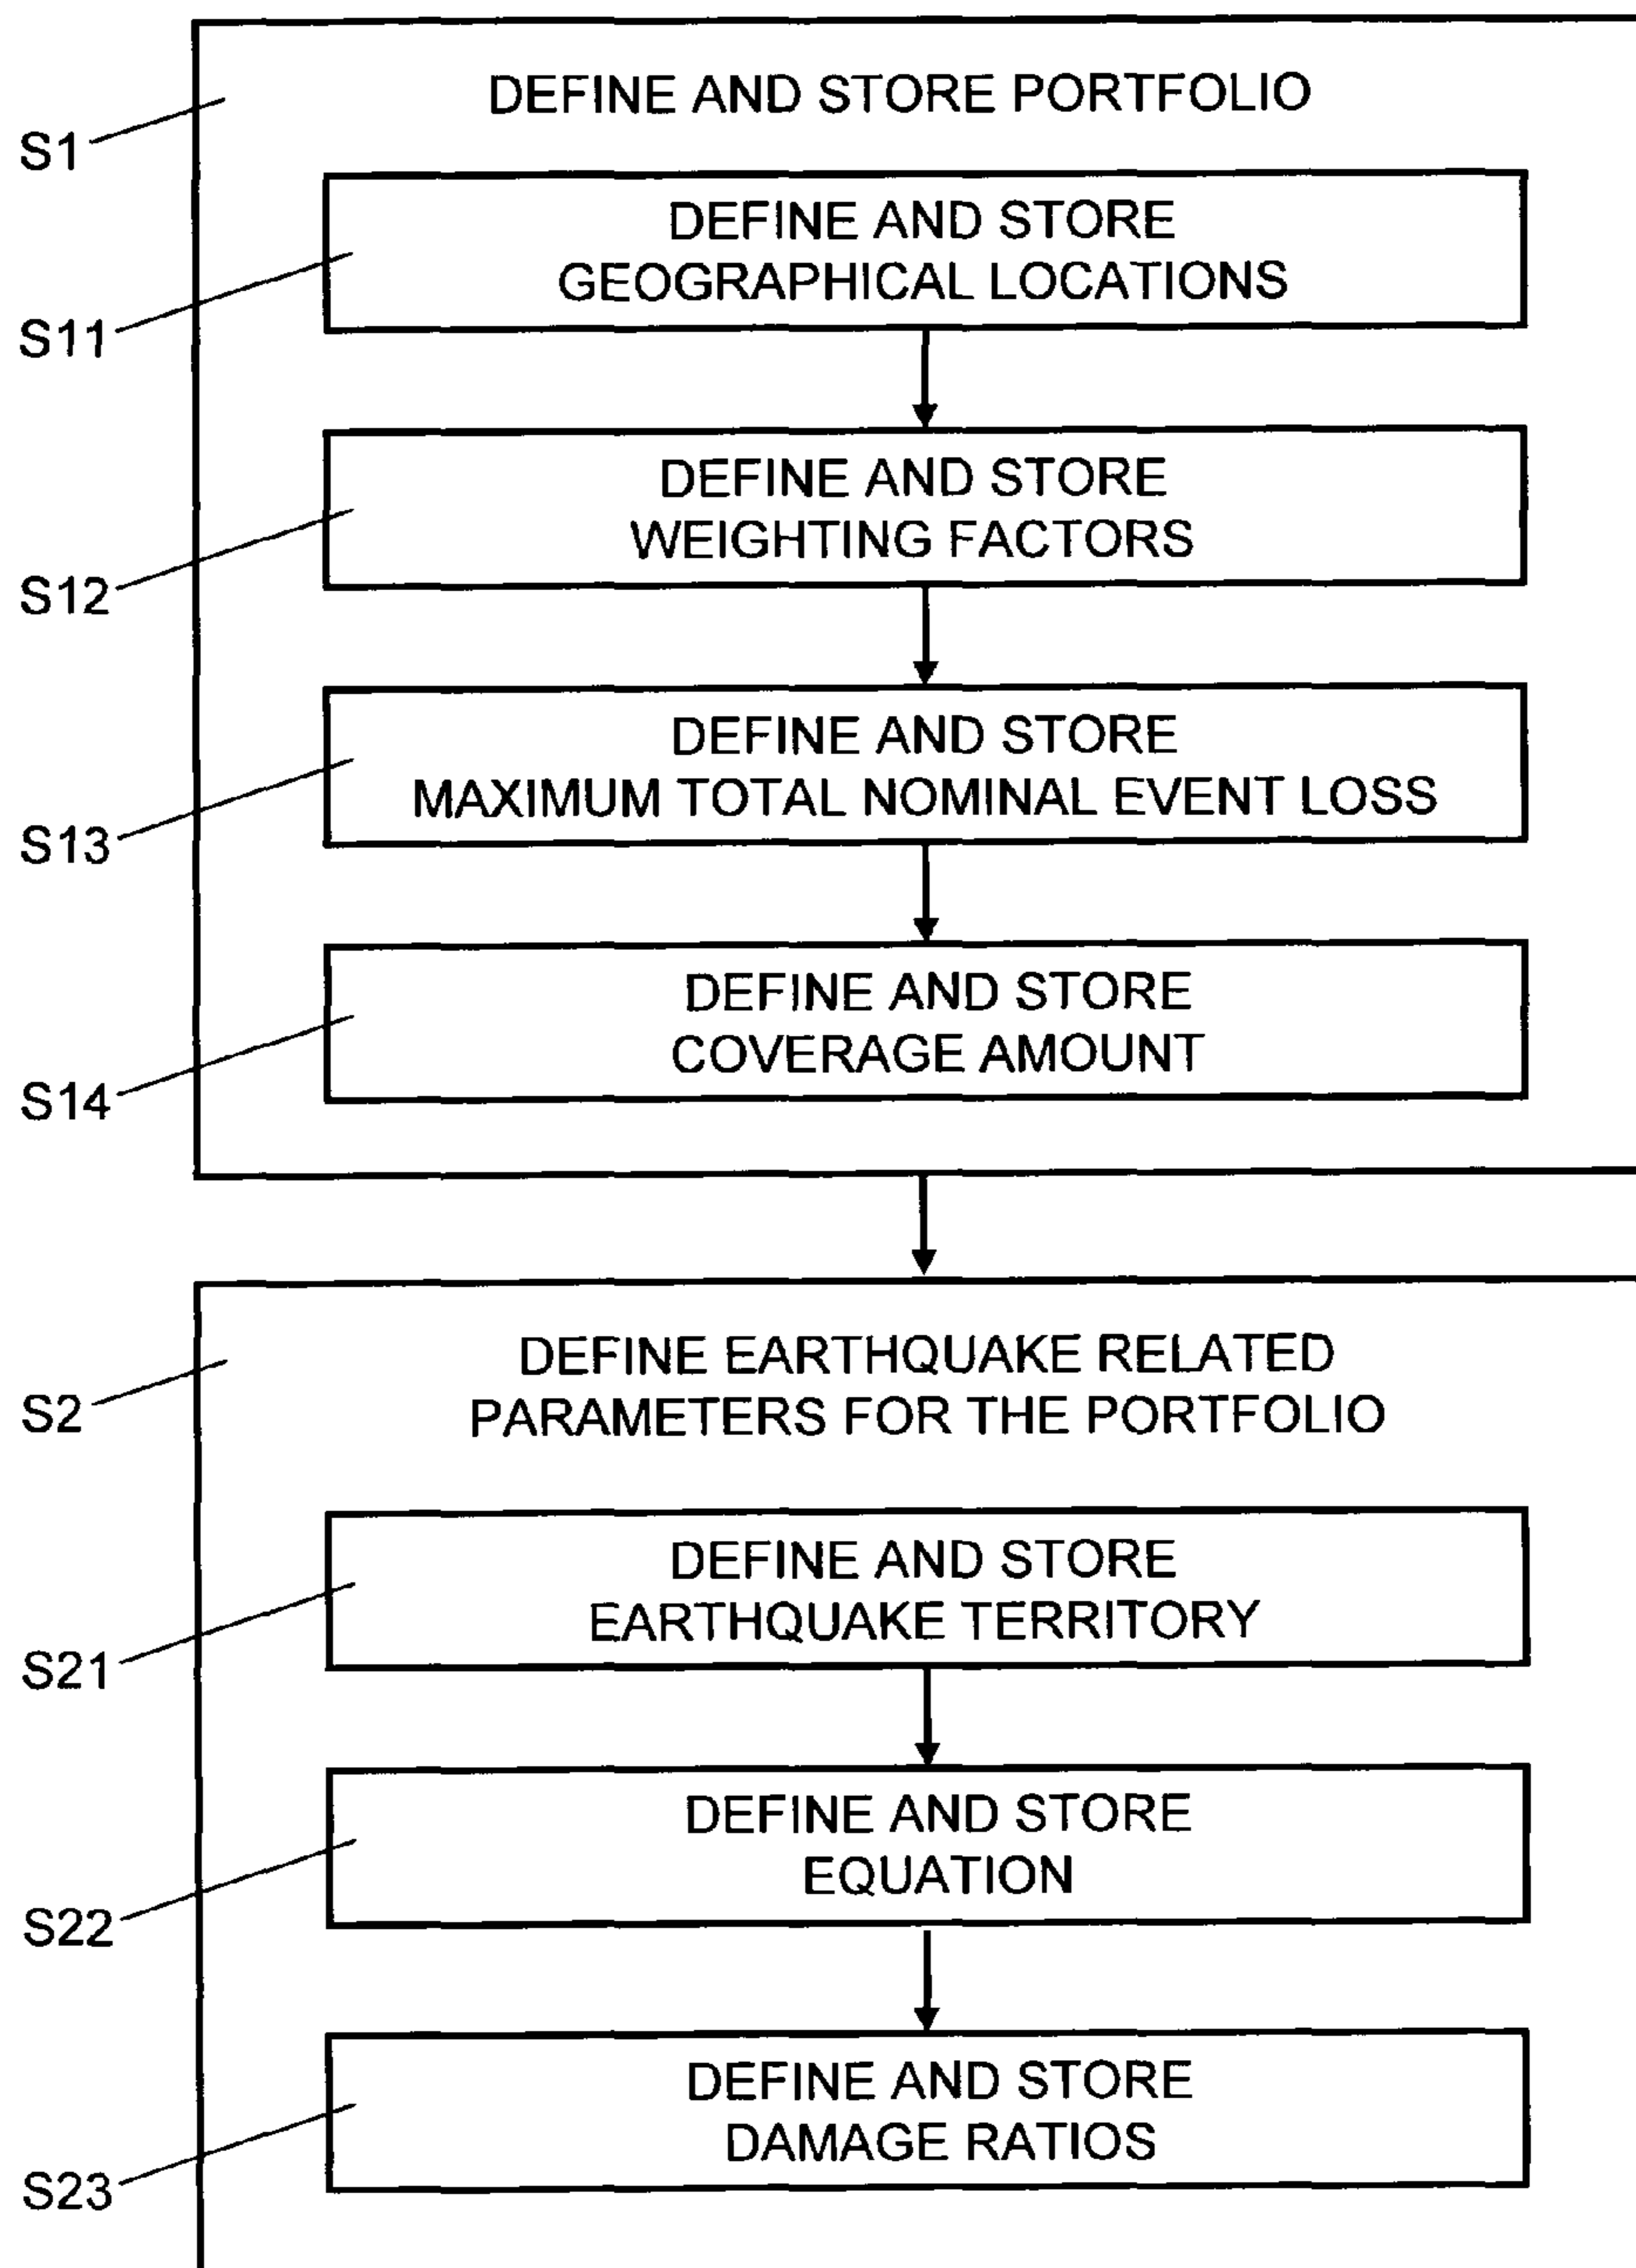 DEFINE AND STORE PORTFOLIO
S1
DEFINE AND STORE
GEOGRAPHICAL LOCATIONS
S11
DEFINE AND STORE
WEIGHTING FACTORS
S12
DEFINE AND STORE
MAXIMUM TOTAL NOMINAL EVENT LOSS
S13
DEFINE AND STORE
COVERAGE AMOUNT
S14
DEFINE EARTHQUAKE RELATED
PARAMETERS FOR THE PORTFOLIO
S2
DEFINE AND STORE
EARTHQUAKE TERRITORY
S21
DEFINE AND STORE
EQUATION
S22
DEFINE AND STORE
DAMAGE RATIOS
S23